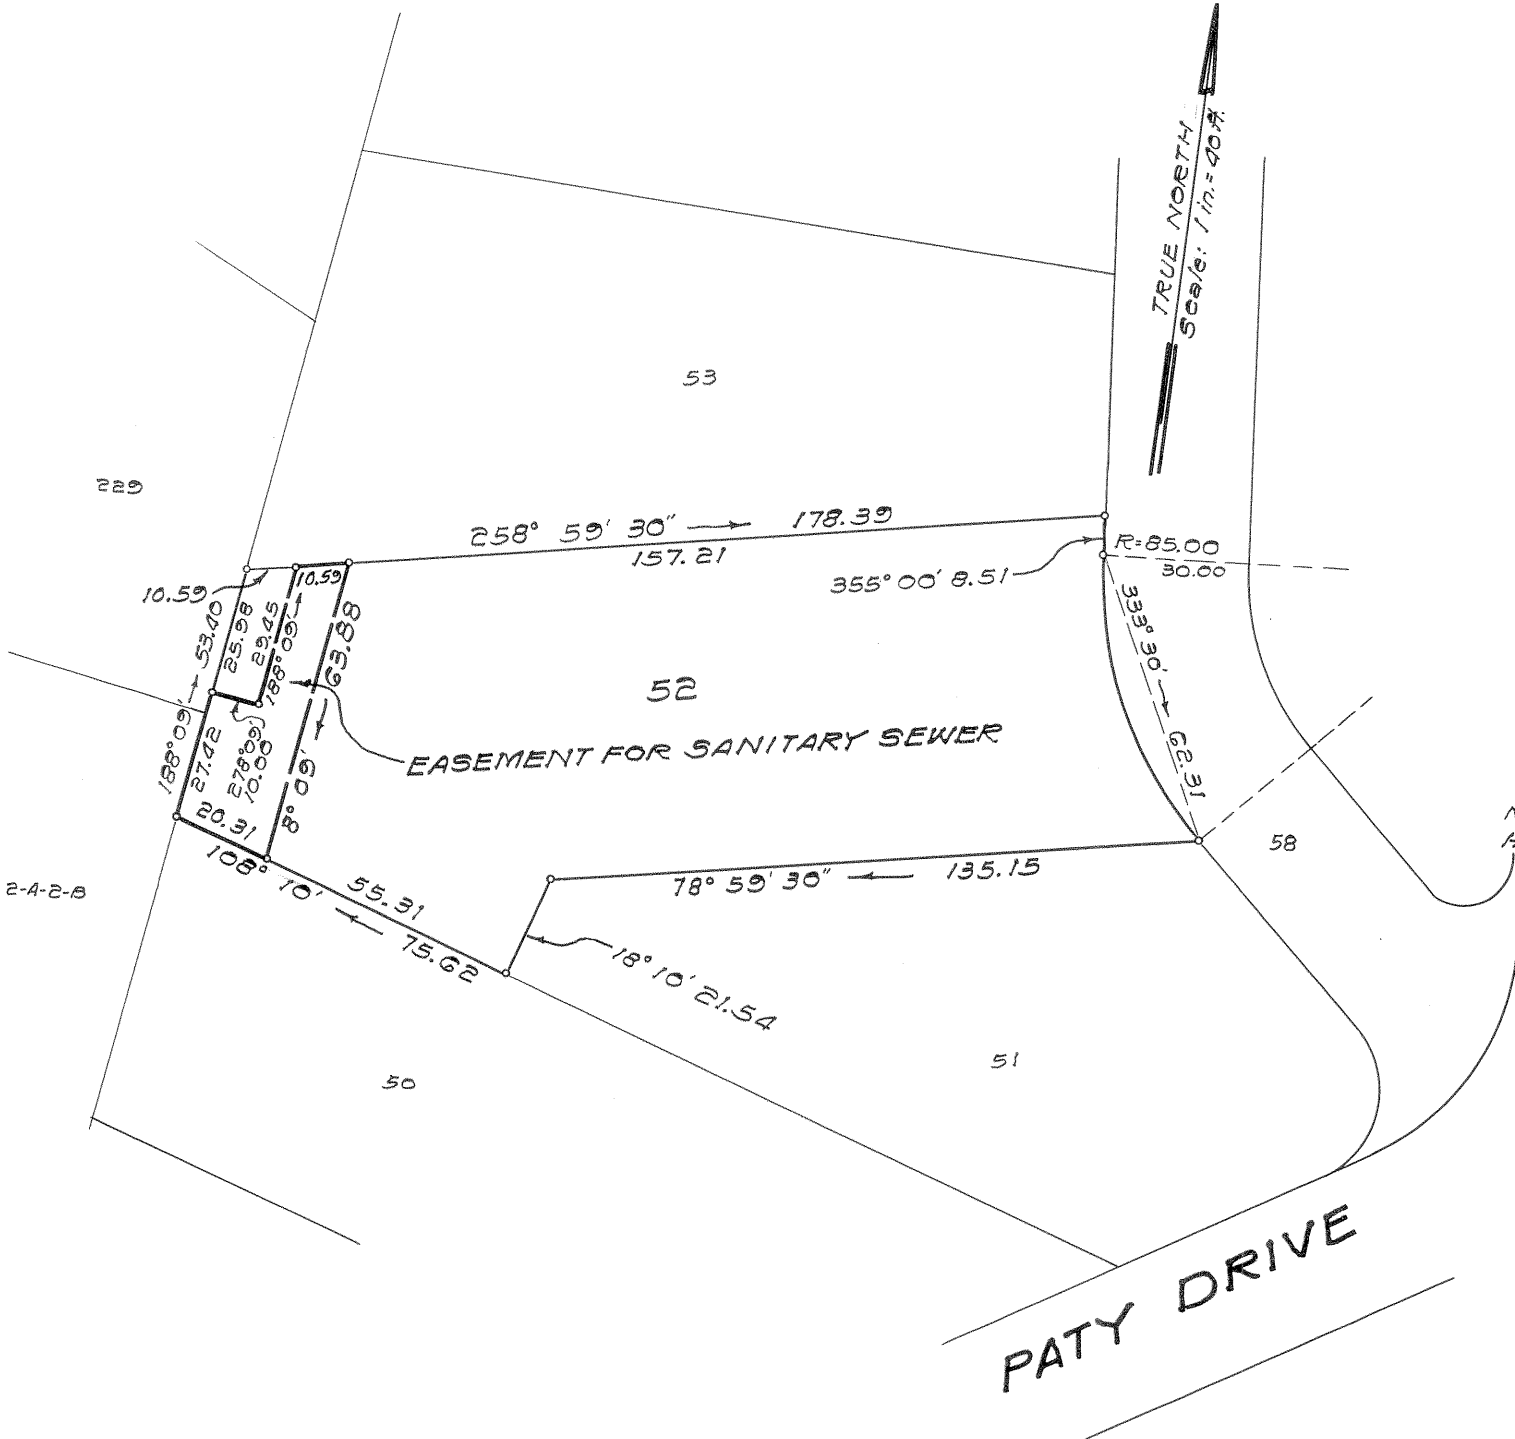 TRUE NORTH
Scale: 1 in. = 40 ft.
53
229
258° 59' 30" 178.39
157.21
R=85.00
30.00
355° 00' 8.51
10.59
10.59
188° 09' 53.40
25.98
29.45
188° 09'
63.88
8° 09'
333° 30' 62.31
52
EASEMENT FOR SANITARY SEWER
27.42
278° 09'
10.00
20.31
108° 10' 75.62
55.31
78° 59' 30" 135.15
58
2-A-2-B
18° 10' 21.54
51
50
PATY DRIVE